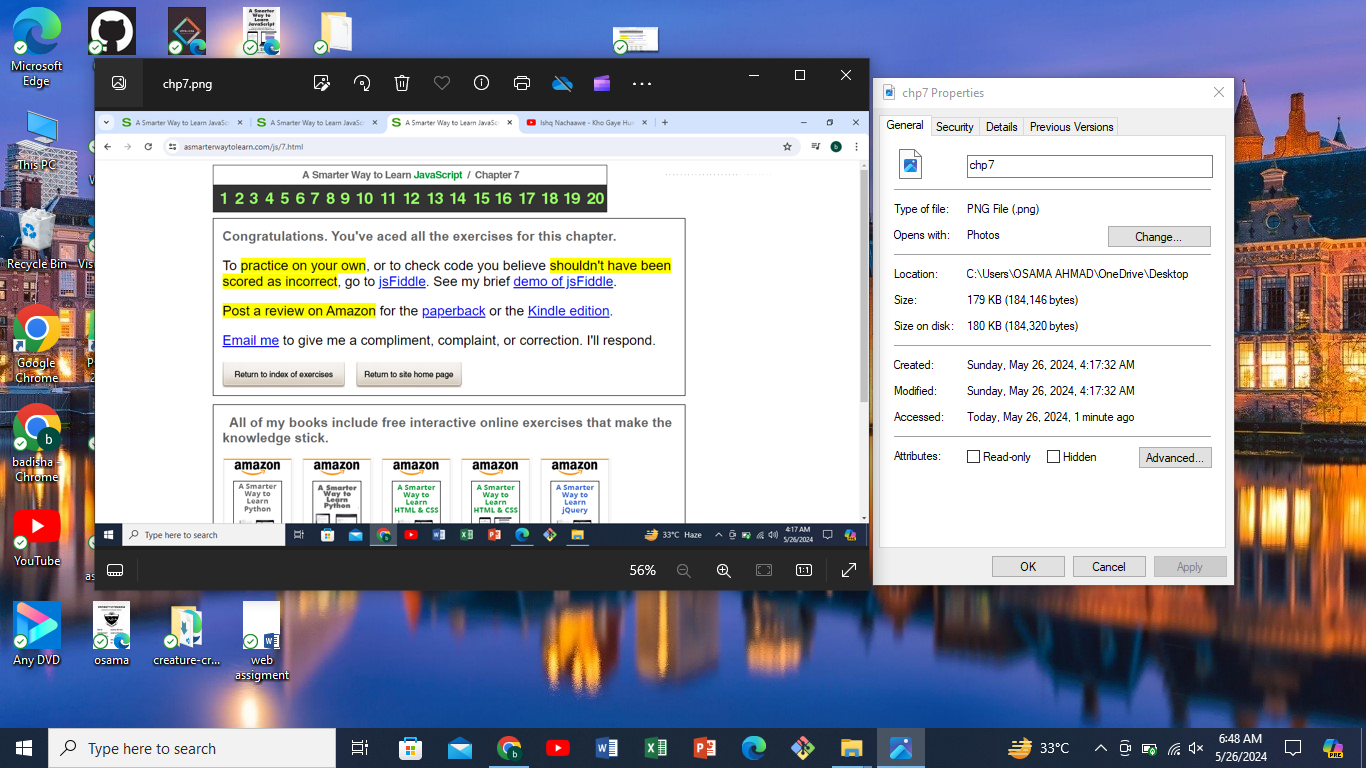 Microsoft
Edge
This PC
Recycle Bin
Google
Chrome
badisha -
Chrome
YouTube
Any DVD
osama
creature-cr...
web
assigment
chp7.png
A Smarter Way to Learn JavaSc
A Smarter Way to Learn JavaSc
A Smarter Way to Learn JavaSc
Ishq Nachaawe - Kho Gaye Hum
asmarterwaytolearn.com/js/7.html
b
A Smarter Way to Learn JavaScript / Chapter 7
1 2 3 4 5 6 7 8 9 10 11 12 13 14 15 16 17 18 19 20
Congratulations. You've aced all the exercises for this chapter.
To practice on your own, or to check code you believe shouldn't have been
scored as incorrect, go to jsFiddle. See my brief demo of jsFiddle.
Post a review on Amazon for the paperback or the Kindle edition.
Email me to give me a compliment, complaint, or correction. I'll respond.
Return to index of exercises Return to site home page
All of my books include free interactive online exercises that make the
knowledge stick.
amazon amazon amazon amazon amazon
A Smarter
Way to
Learn
Python
A Smarter
Way to
Learn
Python
A Smarter
Way to
Learn
HTML & CSS
A Smarter
Way to
Learn
HTML & CSS
A Smarter
Way to
Learn
jQuery
Type here to search
33°C Haze
4:17 AM
5/26/2024
56%
1:1
chp7 Properties
General Security Details Previous Versions
chp7
Type of file: PNG File (.png)
Opens with: Photos Change...
Location: C:\Users\OSAMA AHMAD\OneDrive\Desktop
Size: 179 KB (184,146 bytes)
Size on disk: 180 KB (184,320 bytes)
Created: Sunday, May 26, 2024, 4:17:32 AM
Modified: Sunday, May 26, 2024, 4:17:32 AM
Accessed: Today, May 26, 2024, 1 minute ago
Attributes: Read-only Hidden Advanced...
OK Cancel Apply
Type here to search
33°C
6:48 AM
5/26/2024
PRE